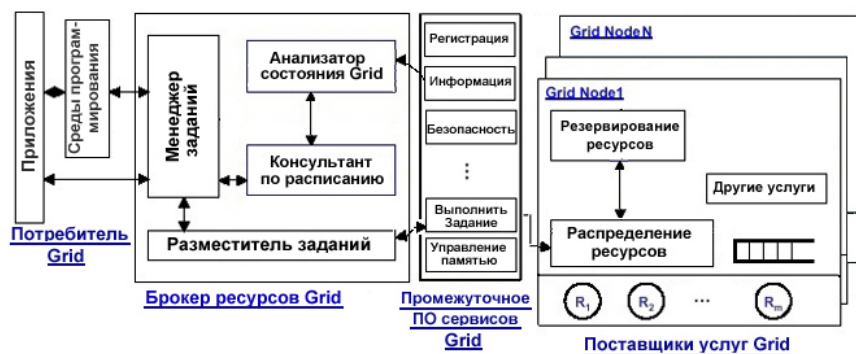 Приложения
Среды програм-
мирования
Потребитель
Grid
Менеджер
заданий
Анализатор
состояния Grid
Консультант
по расписанию
Разместитель заданий
Брокер ресурсов Grid
Регистрация
Информация
Безопасность
⋮
Выполнить
Задание
Управление
памятью
Промежуточное
ПО сервисов
Grid
Grid NodeN
Grid Node1
Резервирование
ресурсов
Другие услуги
Распределение
ресурсов
R1 R2 ... Rm
Поставщики услуг Grid